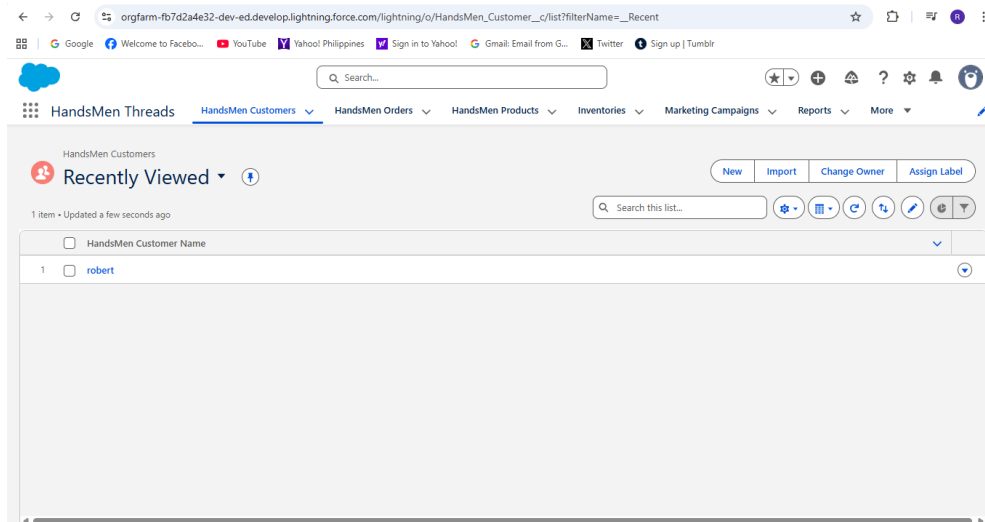 orgfarm-fb7d2a4e32-dev-ed.develop.lightning.force.com/lightning/o/HandsMen_Customer__c/list?filterName=__Recent
R
Google Welcome to Facebo... YouTube Yahoo! Philippines Sign in to Yahoo! Gmail: Email from G... Twitter Sign up | Tumblr
Search...
HandsMen Threads HandsMen Customers HandsMen Orders HandsMen Products Inventories Marketing Campaigns Reports More
HandsMen Customers
Recently Viewed
New Import Change Owner Assign Label
1 item • Updated a few seconds ago
Search this list...
HandsMen Customer Name
1 robert